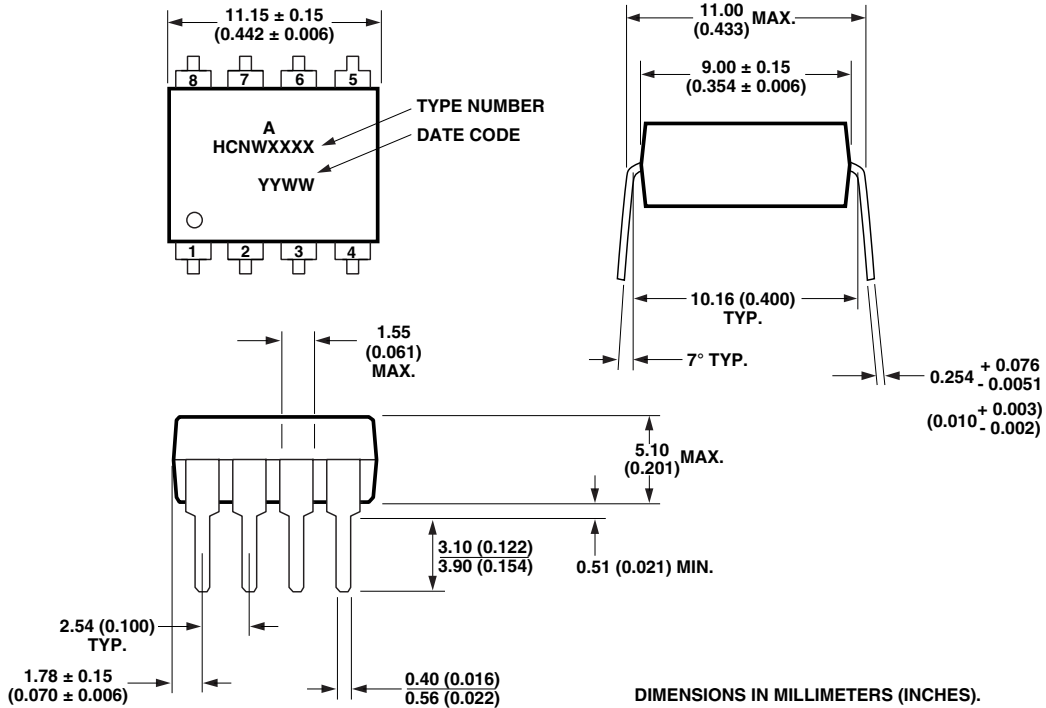 11.15 ± 0.15
(0.442 ± 0.006)
8 7 6 5
A
HCNWXXXX
YYWW
TYPE NUMBER
DATE CODE
1 2 3 4
11.00
(0.433)
MAX.
9.00 ± 0.15
(0.354 ± 0.006)
10.16 (0.400)
TYP.
7° TYP.
0.254 + 0.076
- 0.0051
(0.010 + 0.003)
- 0.002)
1.55
(0.061)
MAX.
5.10
(0.201)
MAX.
3.10 (0.122)
3.90 (0.154)
0.51 (0.021) MIN.
2.54 (0.100)
TYP.
1.78 ± 0.15
(0.070 ± 0.006)
0.40 (0.016)
0.56 (0.022)
DIMENSIONS IN MILLIMETERS (INCHES).